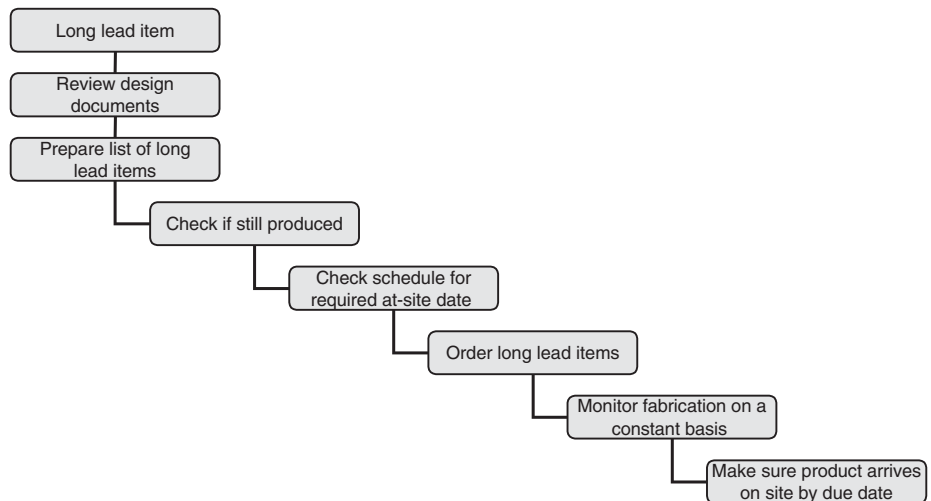 Long lead item
Review design
documents
Prepare list of long
lead items
Check if still produced
Check schedule for
required at-site date
Order long lead items
Monitor fabrication on a
constant basis
Make sure product arrives
on site by due date